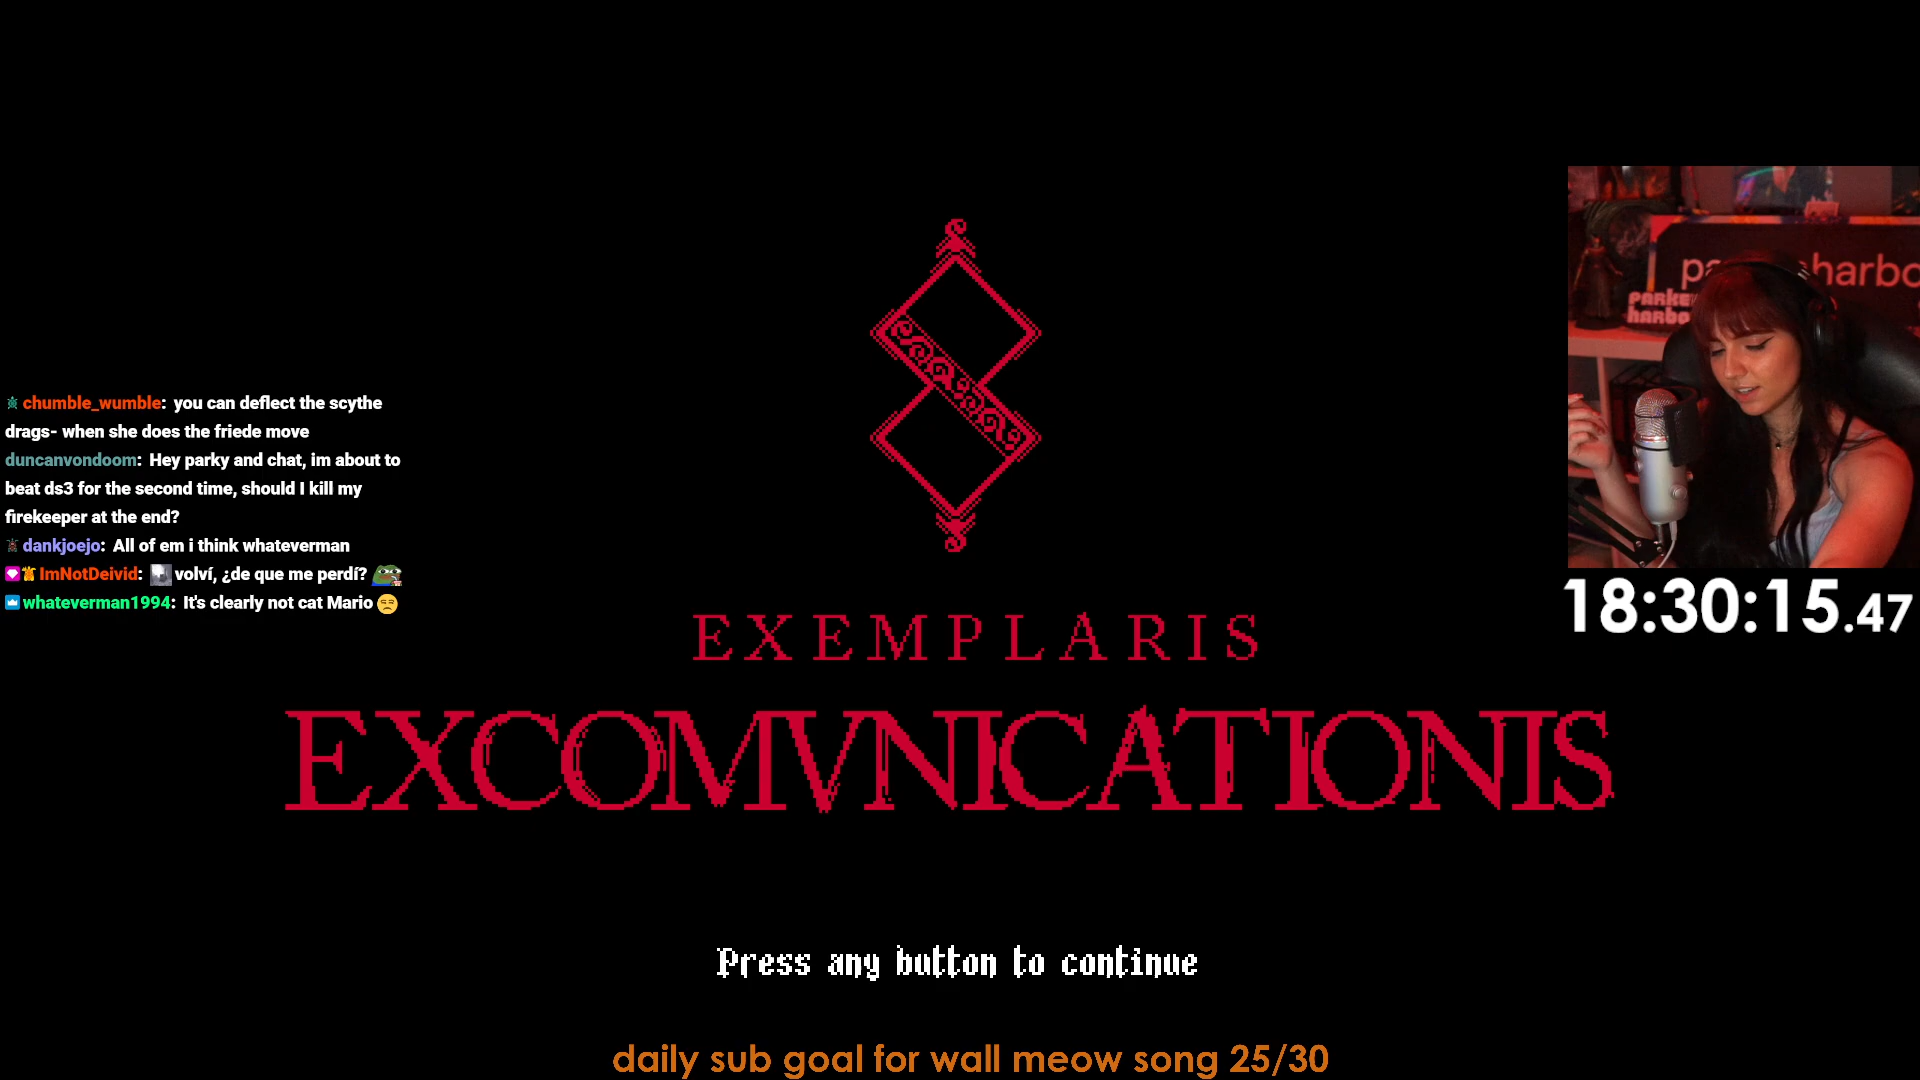 chumble_wumble: you can deflect the scythe
drags- when she does the friede move
duncanvondoom: Hey parky and chat, im about to
beat ds3 for the second time, should I kill my
firekeeper at the end?
dankjoejo: All of em i think whateverman
ImNotDeivid: volví, ¿de que me perdí?
whateverman1994: It's clearly not cat Mario
EXEMPLARIS
EXCOMVNICATIONIS
Press any button to continue
daily sub goal for wall meow song 25/30
harbo
PARKE
harbo
18:30:15.47